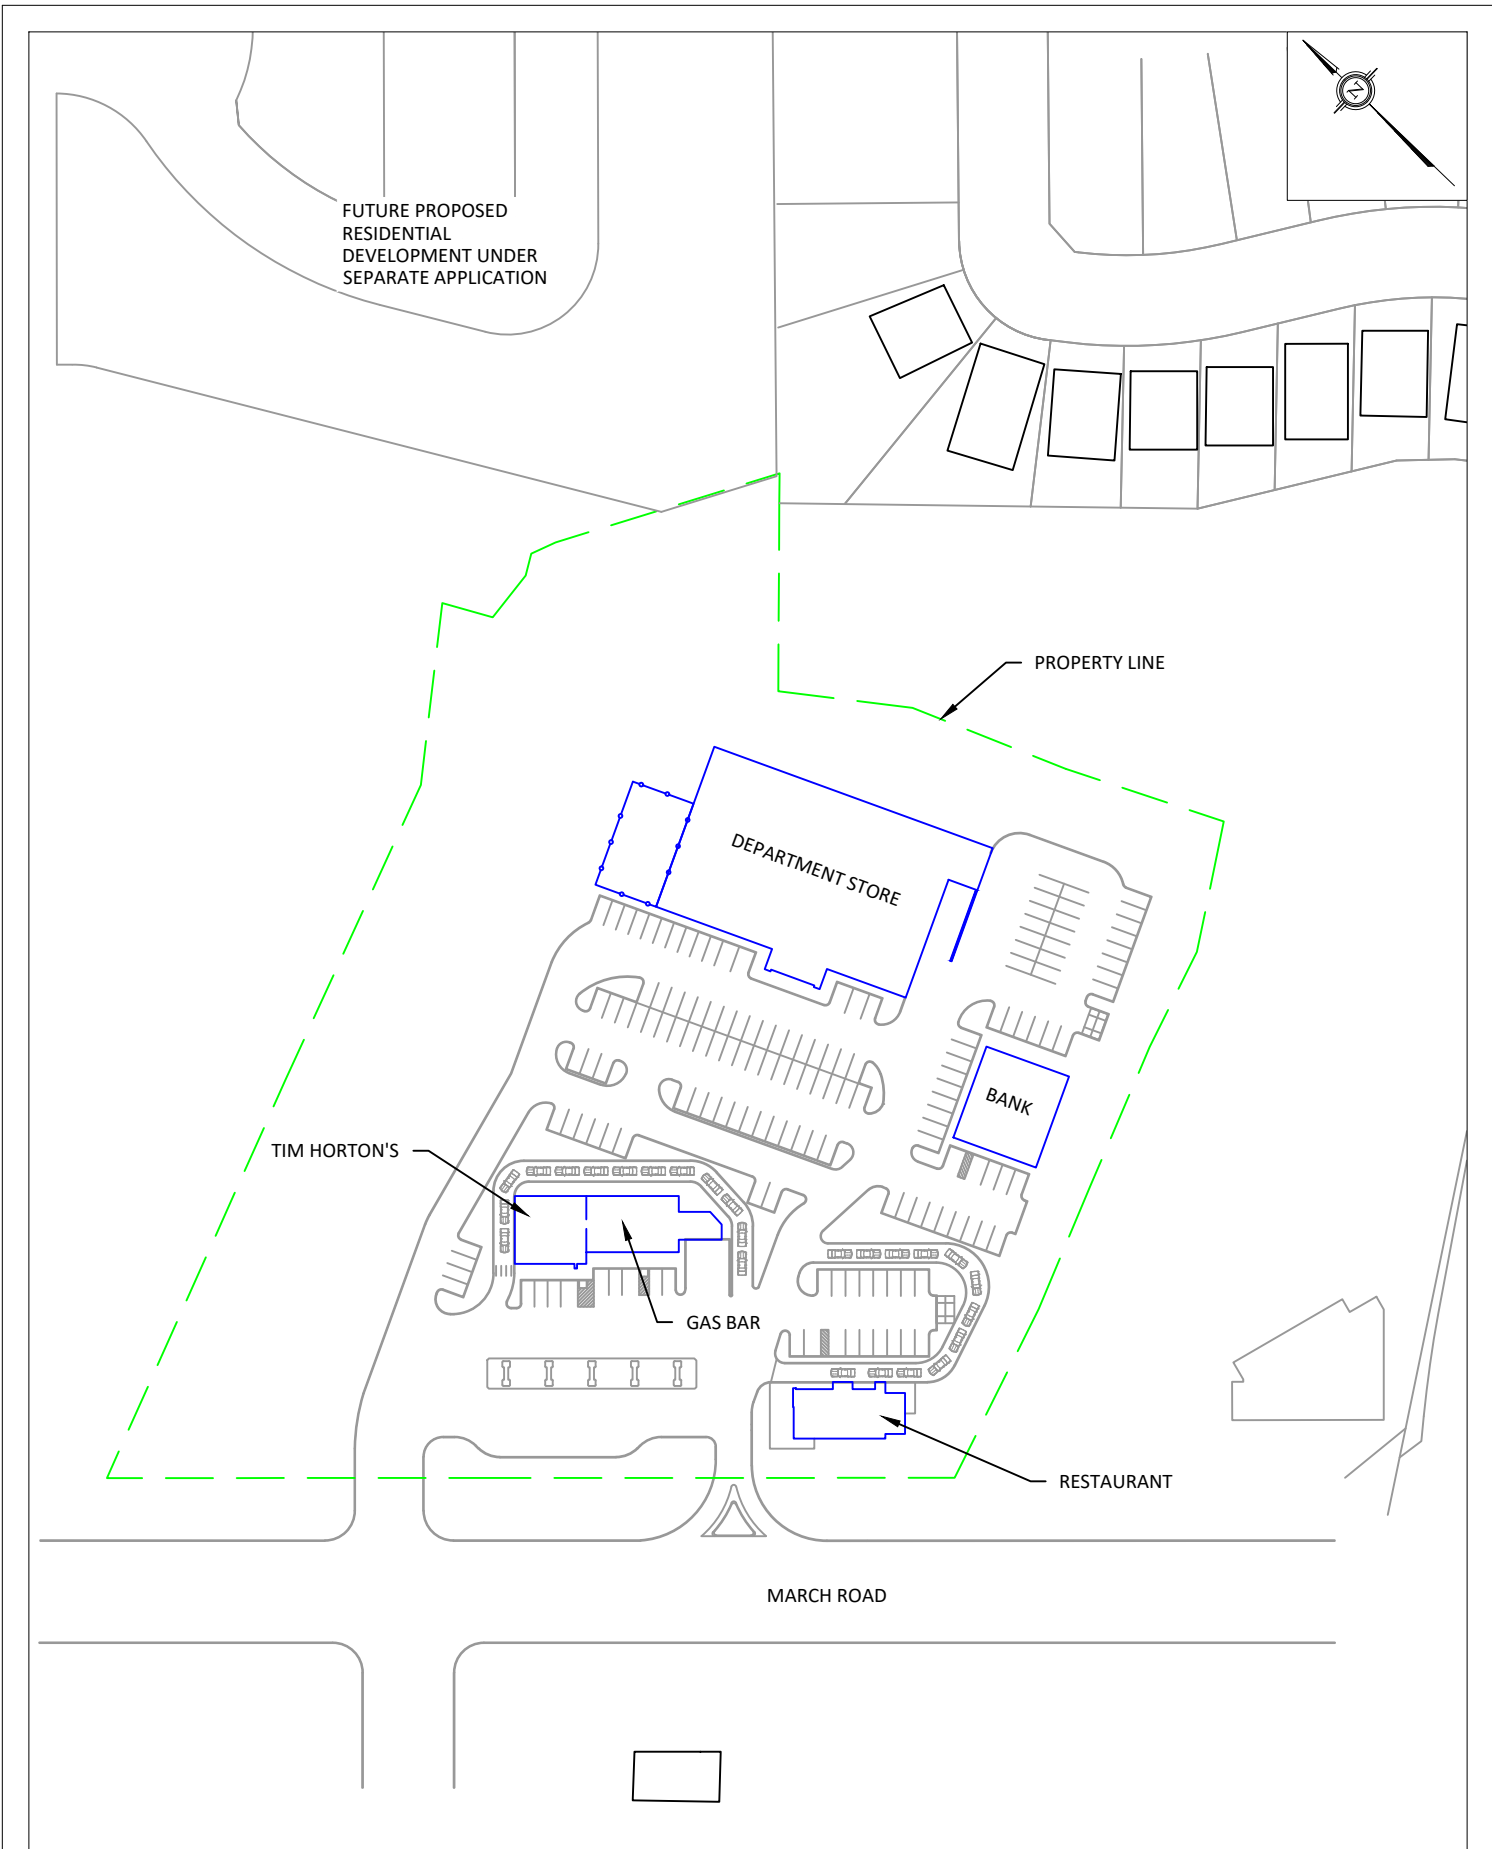 N
FUTURE PROPOSED
RESIDENTIAL
DEVELOPMENT UNDER
SEPARATE APPLICATION
PROPERTY LINE
DEPARTMENT STORE
BANK
TIM HORTON'S
GAS BAR
RESTAURANT
MARCH ROAD